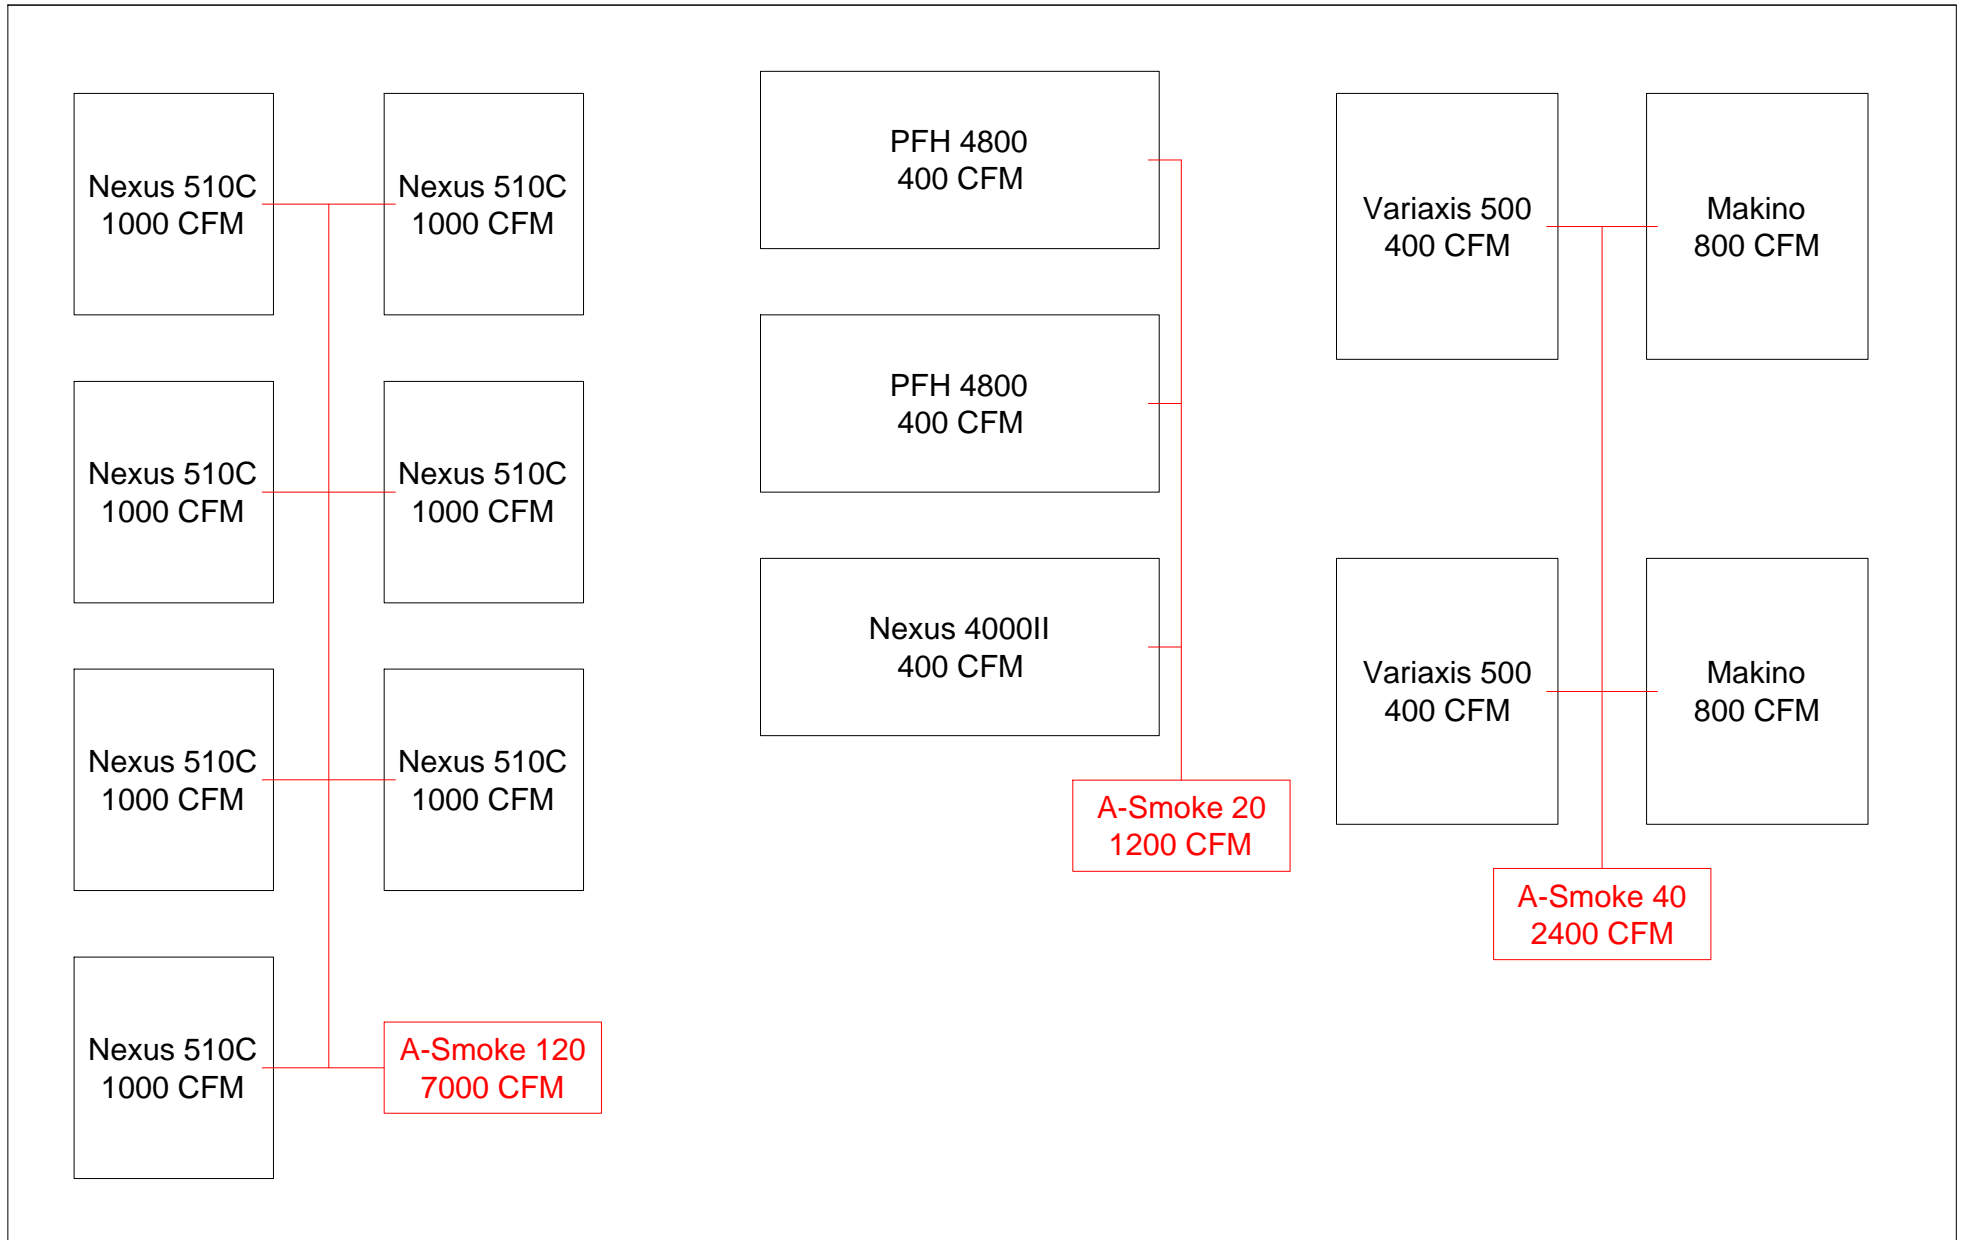 Nexus 510C
1000 CFM
Nexus 510C
1000 CFM
Nexus 510C
1000 CFM
Nexus 510C
1000 CFM
Nexus 510C
1000 CFM
Nexus 510C
1000 CFM
Nexus 510C
1000 CFM
A-Smoke 120
7000 CFM
PFH 4800
400 CFM
PFH 4800
400 CFM
Nexus 4000II
400 CFM
A-Smoke 20
1200 CFM
Variaxis 500
400 CFM
Makino
800 CFM
Variaxis 500
400 CFM
Makino
800 CFM
A-Smoke 40
2400 CFM